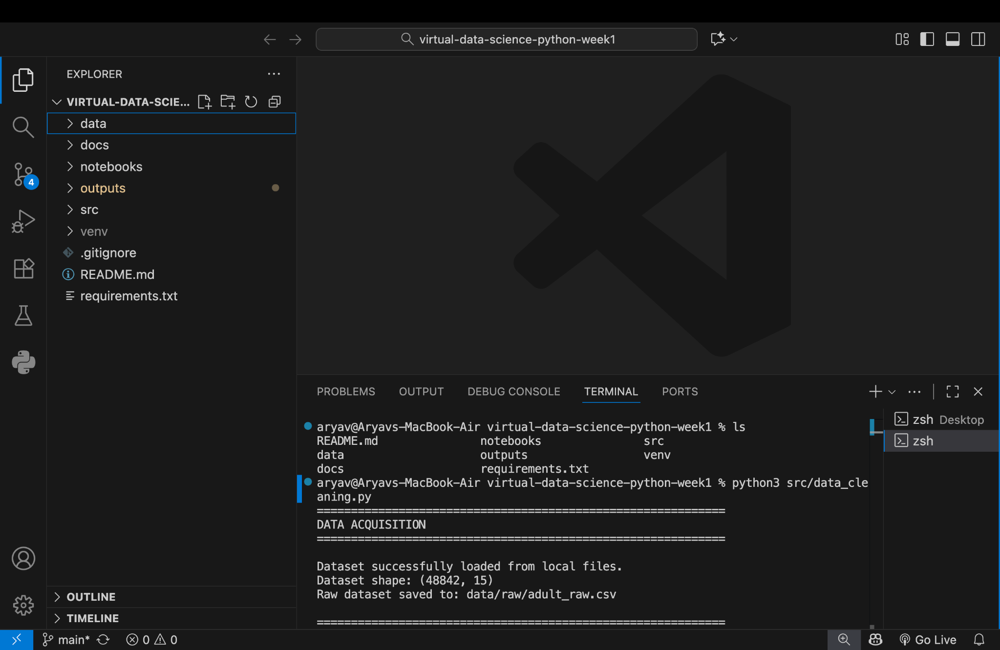 virtual-data-science-python-week1
EXPLORER
VIRTUAL-DATA-SCIE...
data
docs
notebooks
4
outputs
src
venv
.gitignore
README.md
requirements.txt
PROBLEMS OUTPUT DEBUG CONSOLE TERMINAL PORTS
aryav@Aryavs-MacBook-Air virtual-data-science-python-week1 % ls
README.md notebooks src
data outputs venv
docs requirements.txt
aryav@Aryavs-MacBook-Air virtual-data-science-python-week1 % python3 src/data_cle
aning.py
============================================================
DATA ACQUISITION
============================================================
Dataset successfully loaded from local files.
Dataset shape: (48842, 15)
Raw dataset saved to: data/raw/adult_raw.csv
============================================================
zsh Desktop
zsh
OUTLINE
TIMELINE
main* 0 0 Go Live